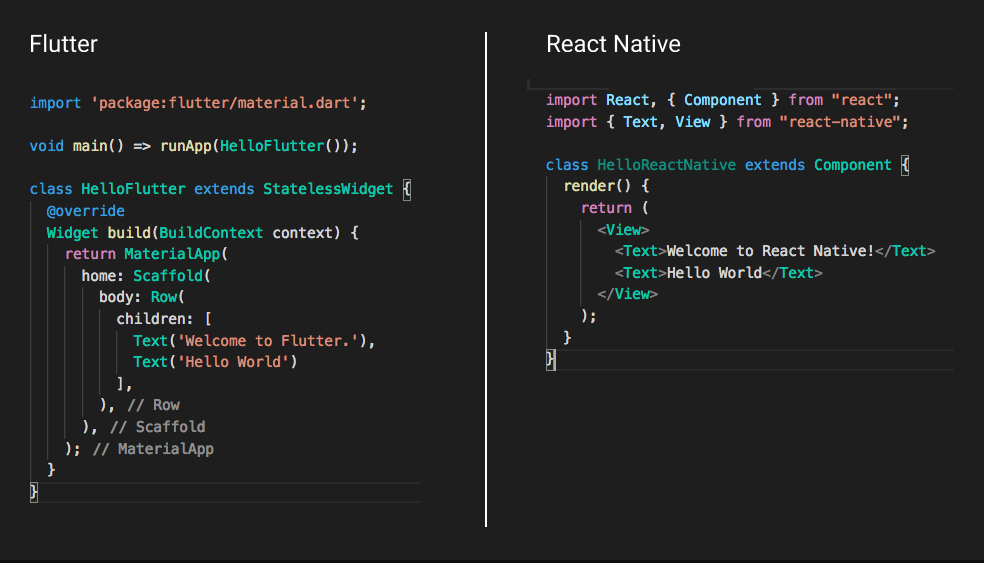 Flutter
import 'package:flutter/material.dart';
void main() => runApp(HelloFlutter());
class HelloFlutter extends StatelessWidget {
@override
Widget build(BuildContext context) {
return MaterialApp(
home: Scaffold(
body: Row(
children: [
Text('Welcome to Flutter.'),
Text('Hello World')
],
), // Row
), // Scaffold
); // MaterialApp
}
}
React Native
import React, { Component } from "react";
import { Text, View } from "react-native";
class HelloReactNative extends Component {
render() {
return (
<View>
<Text>Welcome to React Native!</Text>
<Text>Hello World</Text>
</View>
);
}
}